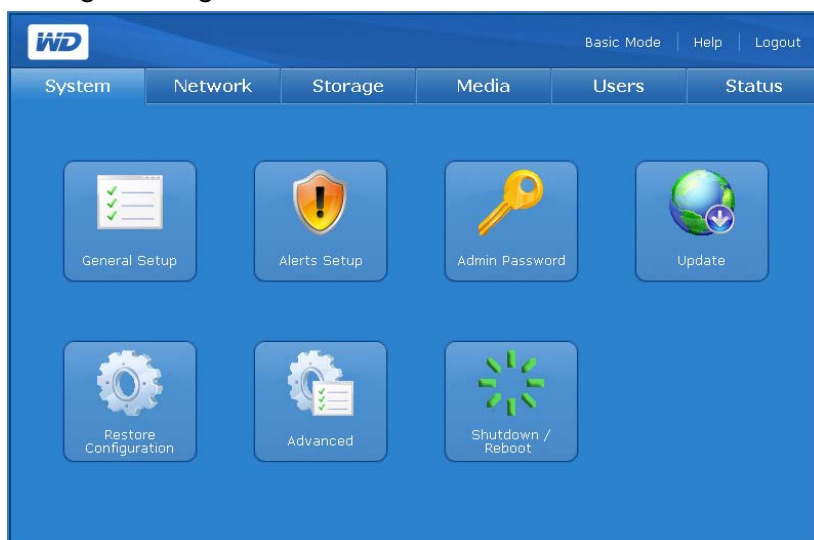 WD
Basic Mode | Help | Logout
System Network Storage Media Users Status
General Setup Alerts Setup Admin Password Update
Restore
Configuration
Advanced
Shutdown /
Reboot